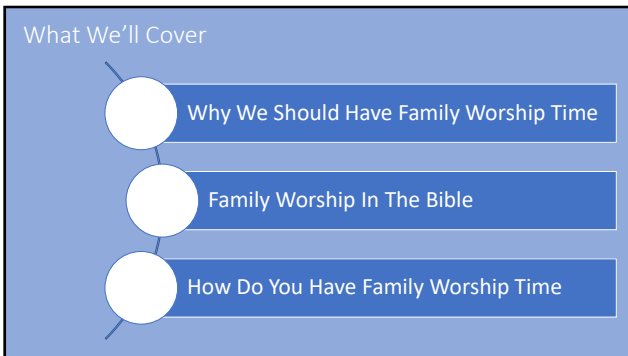 What We’ll Cover
Why We Should Have Family Worship Time
Family Worship In The Bible
How Do You Have Family Worship Time